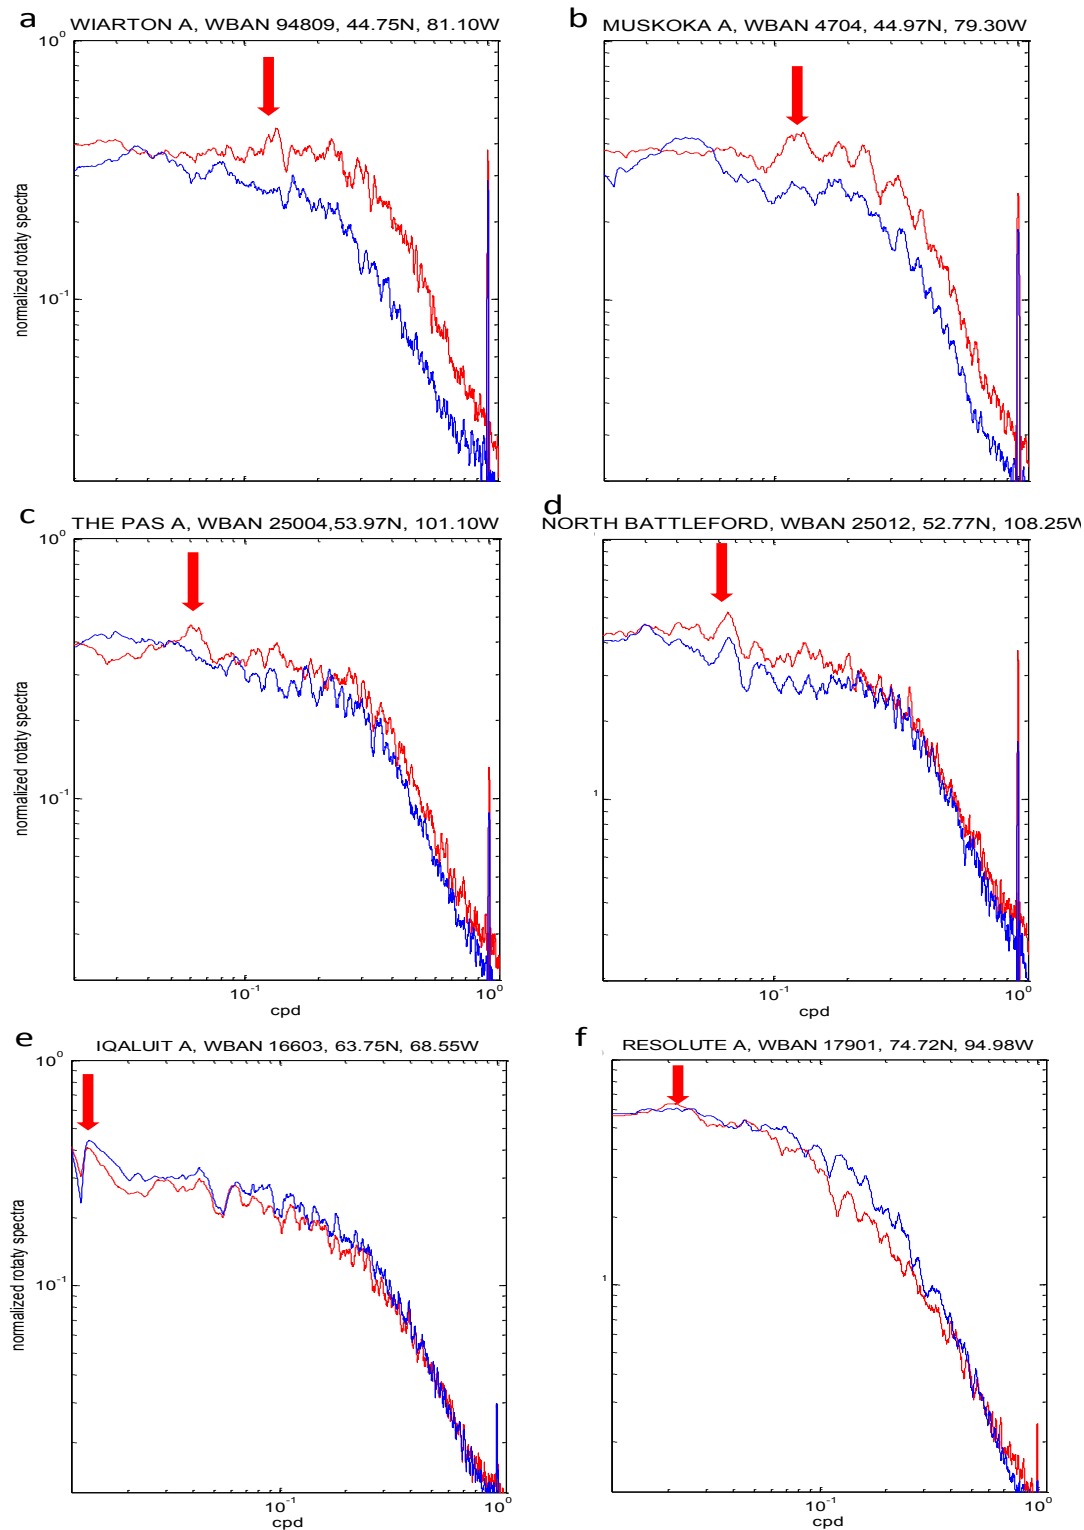 a
WIARTON A, WBAN 94809, 44.75N, 81.10W
b
MUSKOKA A, WBAN 4704, 44.97N, 79.30W
10⁰
10⁻¹
normalized rotaty spectra
c
THE PAS A, WBAN 25004,53.97N, 101.10W
d
NORTH BATTLEFORD, WBAN 25012, 52.77N, 108.25W
10⁰
10⁻¹
1
normalized rotaty spectra
10⁻¹
10⁰
10⁻¹
10⁰
cpd
cpd
e
IQALUIT A, WBAN 16603, 63.75N, 68.55W
f
RESOLUTE A, WBAN 17901, 74.72N, 94.98W
10⁰
10⁻¹
1
normalized rotaty spectra
10⁻¹
10⁰
10⁻¹
10⁰
cpd
cpd